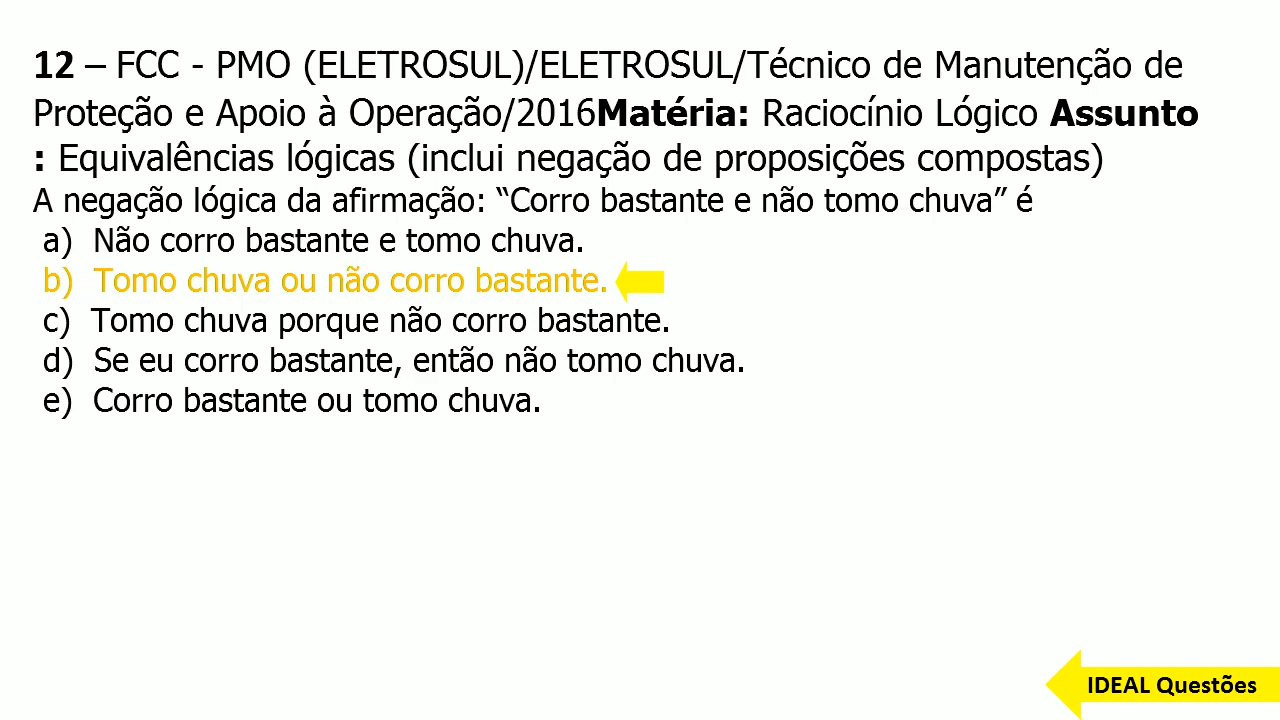 12 – FCC - PMO (ELETROSUL)/ELETROSUL/Técnico de Manutenção de
Proteção e Apoio à Operação/2016Matéria: Raciocínio Lógico Assunto
: Equivalências lógicas (inclui negação de proposições compostas)
A negação lógica da afirmação: “Corro bastante e não tomo chuva” é
a) Não corro bastante e tomo chuva.
b) Tomo chuva ou não corro bastante.
c) Tomo chuva porque não corro bastante.
d) Se eu corro bastante, então não tomo chuva.
e) Corro bastante ou tomo chuva.
IDEAL Questões